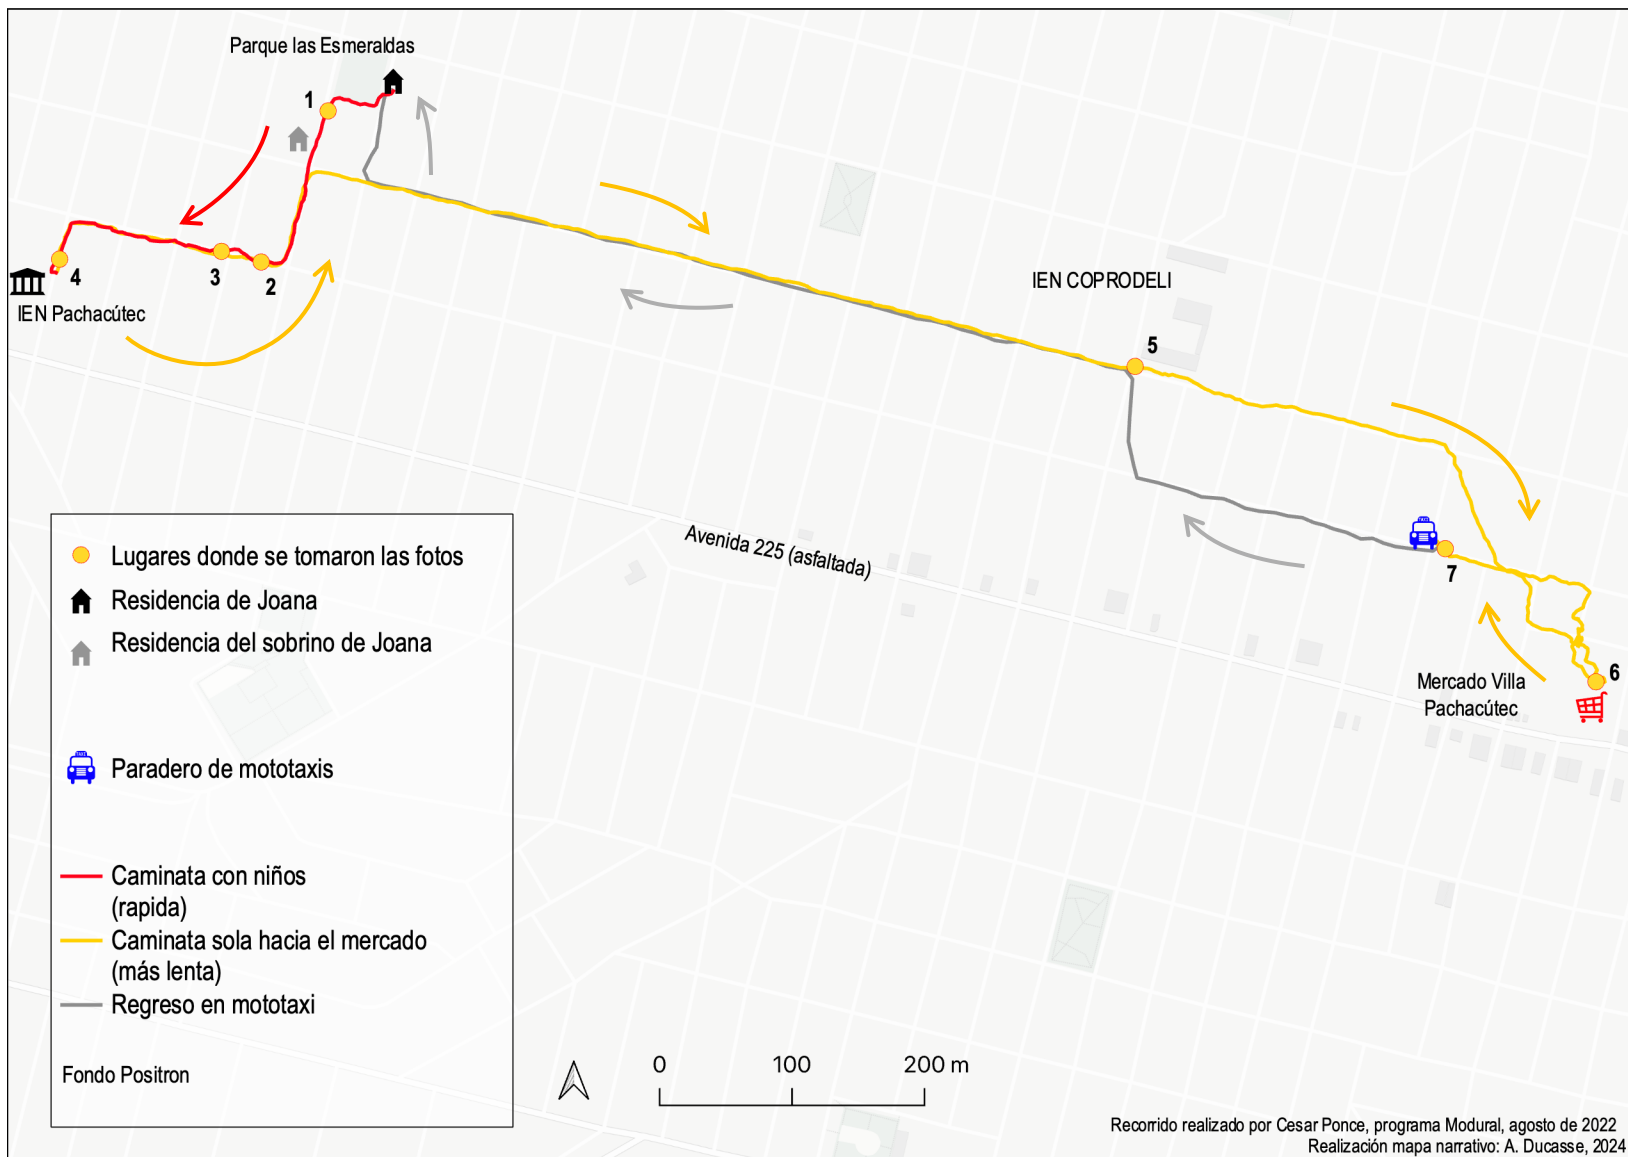 Parque las Esmeraldas
1
3
2
4
IEN Pachacútec
IEN COPRODELI
5
Avenida 225 (asfaltada)
7
6
Mercado Villa
Pachacútec
Lugares donde se tomaron las fotos
Residencia de Joana
Residencia del sobrino de Joana
Paradero de mototaxis
Caminata con niños
(rapida)
Caminata sola hacia el mercado
(más lenta)
Regreso en mototaxi
Fondo Positron
0 100 200 m
Recorrido realizado por Cesar Ponce, programa Modural, agosto de 2022
Realización mapa narrativo: A. Ducasse, 2024